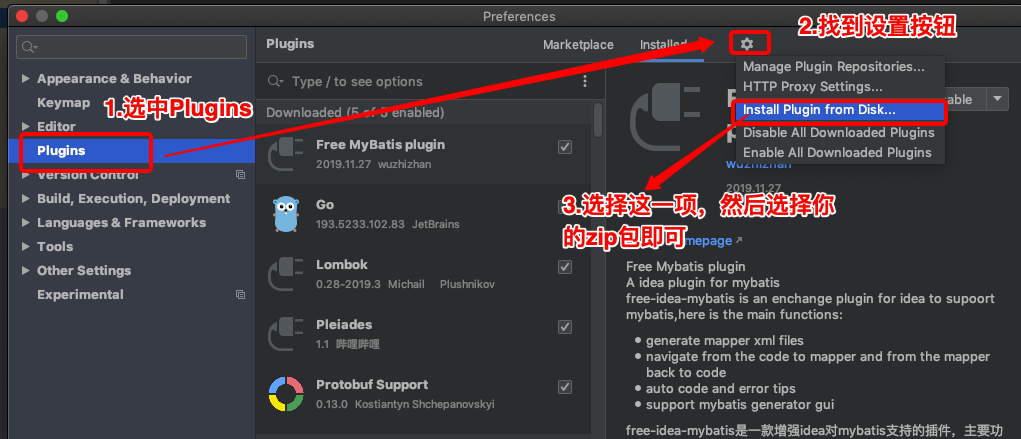 Preferences
Plugins
Marketplace
Installed
2.找到设置按钮
Appearance & Behavior
Keymap
Editor
Plugins
Version Control
Build, Execution, Deployment
Languages & Frameworks
Tools
Other Settings
Experimental
1.选中Plugins
Type / to see options
Downloaded (5 of 5 enabled)
Free MyBatis plugin
2019.11.27 wuzhizhan
Go
193.5233.102.83 JetBrains
Lombok
0.28-2019.3 Michail Plushnikov
Pleiades
1.1 哔哩哔哩
Protobuf Support
0.13.0 Kostiantyn Shchepanovskyi
Manage Plugin Repositories...
HTTP Proxy Settings...
Install Plugin from Disk...
Disable All Downloaded Plugins
Enable All Downloaded Plugins
wuzhizhan
2019.11.27
3.选择这一项，然后选择你
的zip包即可
Free Mybatis plugin
A idea plugin for mybatis
free-idea-mybatis is an enchange plugin for idea to supoort
mybatis,here is the main functions:
generate mapper xml files
navigate from the code to mapper and from the mapper
back to code
auto code and error tips
support mybatis generator gui
free-idea-mybatis是一款增强idea对mybatis支持的插件，主要功